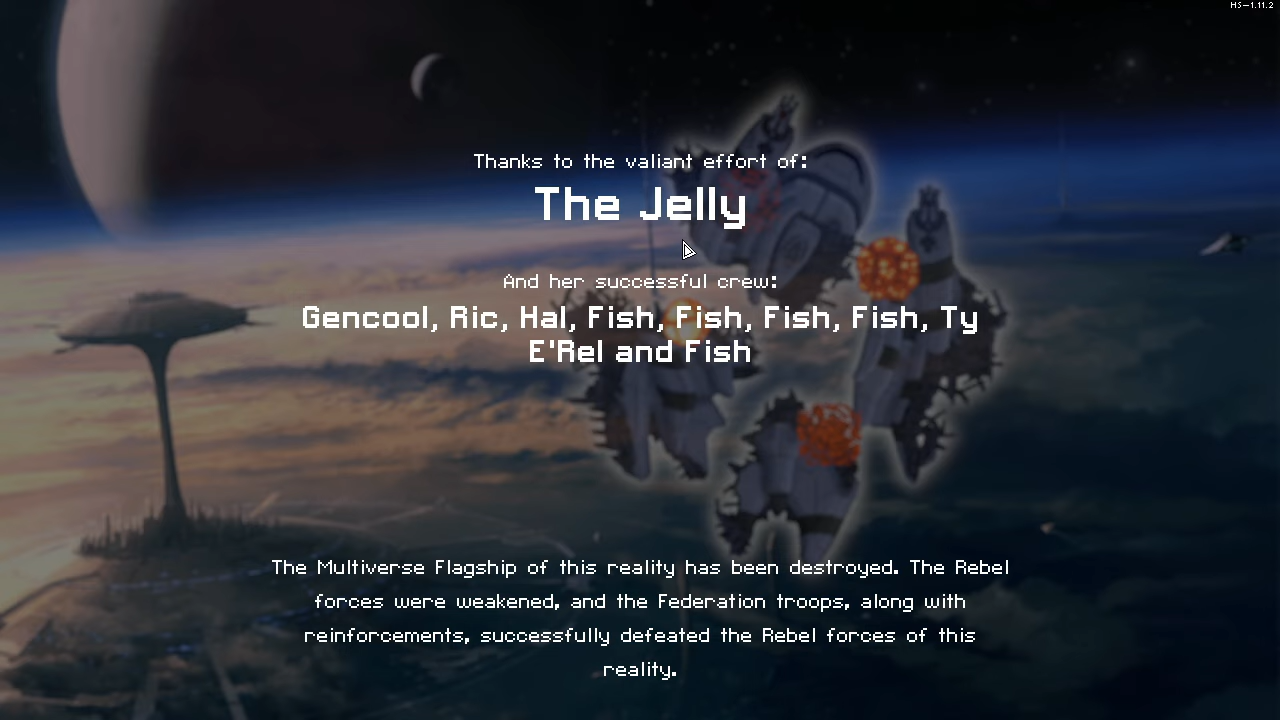 HS-1.11.2
Thanks to the valiant effort of:
The Jelly
And her successful crew:
Gencool, Ric, Hal, Fish, Fish, Fish, Fish, Ty
E'Rel and Fish
The Multiverse Flagship of this reality has been destroyed. The Rebel
forces were weakened, and the Federation troops, along with
reinforcements, successfully defeated the Rebel forces of this
reality.